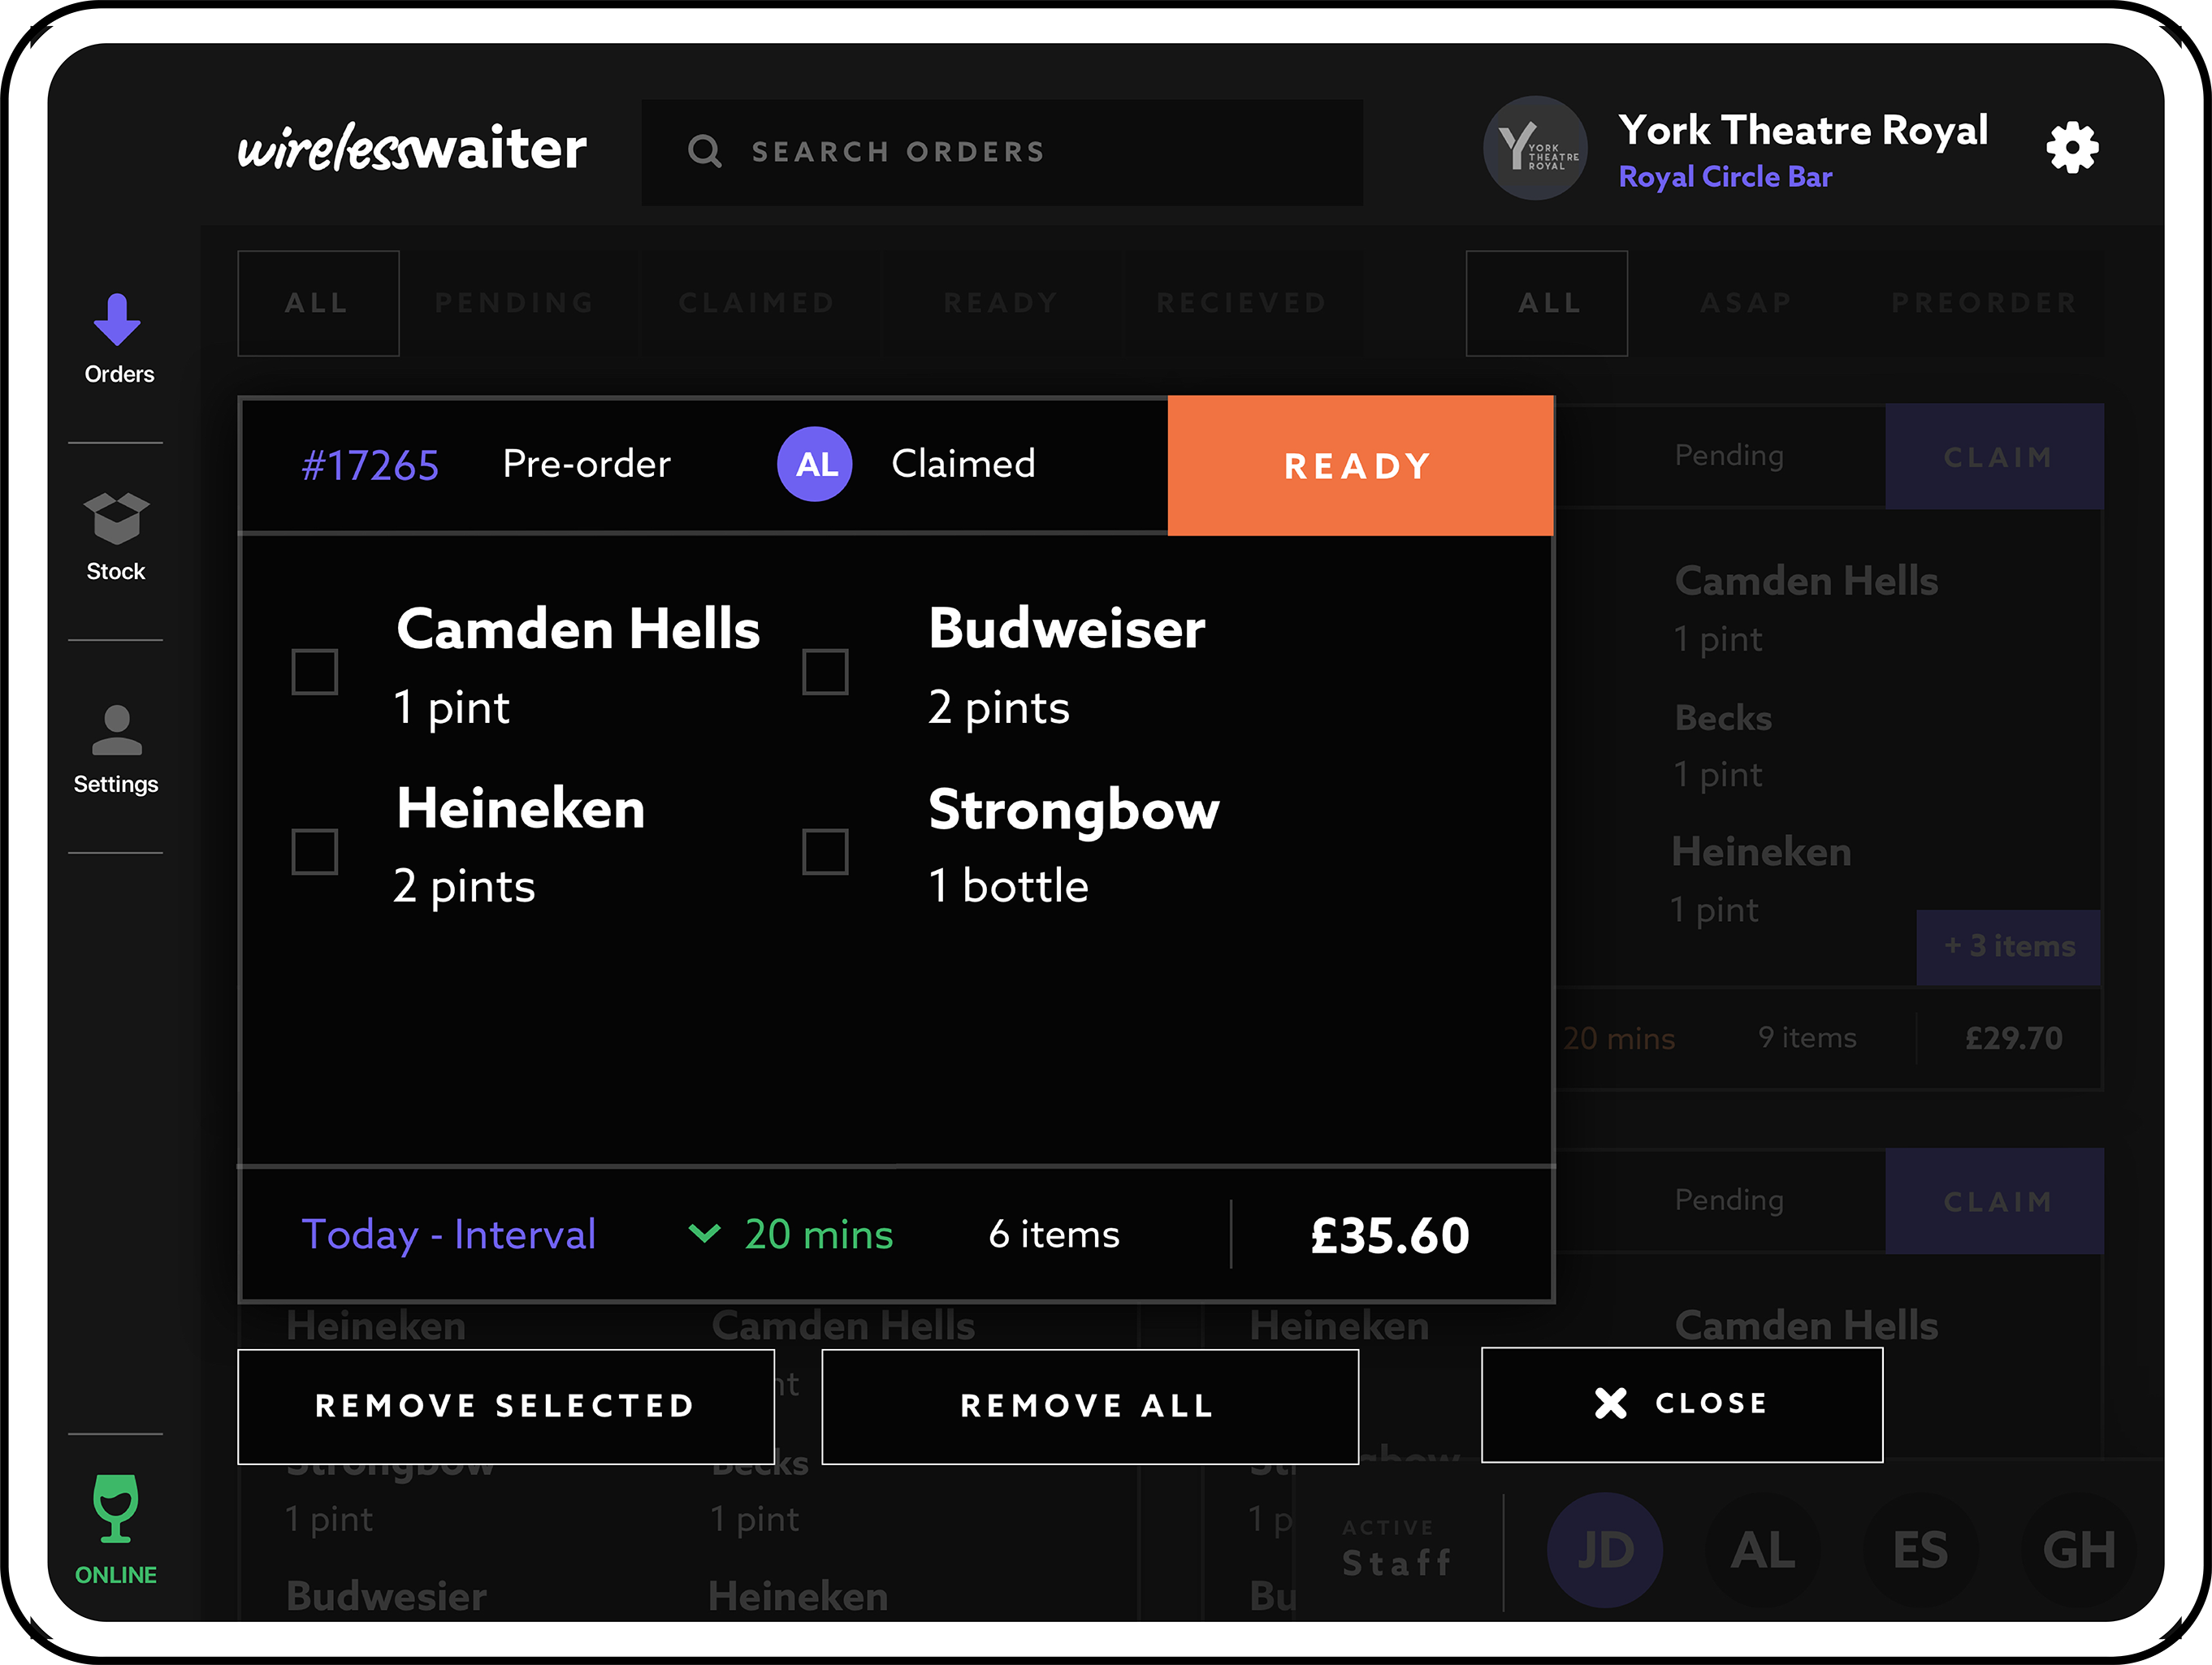 wirelesswaiter
SEARCH ORDERS
YORK
THEATRE
ROYAL
York Theatre Royal
Royal Circle Bar
ALL PENDING CLAIMED READY RECIEVED
ALL ASAP PREORDER
Orders
Stock
Settings
ONLINE
#17265 Pre-order AL Claimed READY
Camden Hells
1 pint
Budweiser
2 pints
Heineken
2 pints
Strongbow
1 bottle
Today - Interval 20 mins 6 items £35.60
Pending CLAIM
Camden Hells
1 pint
Becks
1 pint
Heineken
1 pint
+ 3 items
20 mins 9 items £29.70
Pending CLAIM
Heineken Camden Hells Heineken Camden Hells
REMOVE SELECTED REMOVE ALL CLOSE
Strongbow Becks
1 pint 1 pint
Budwesier Heineken
ACTIVE
Staff
JD AL ES GH